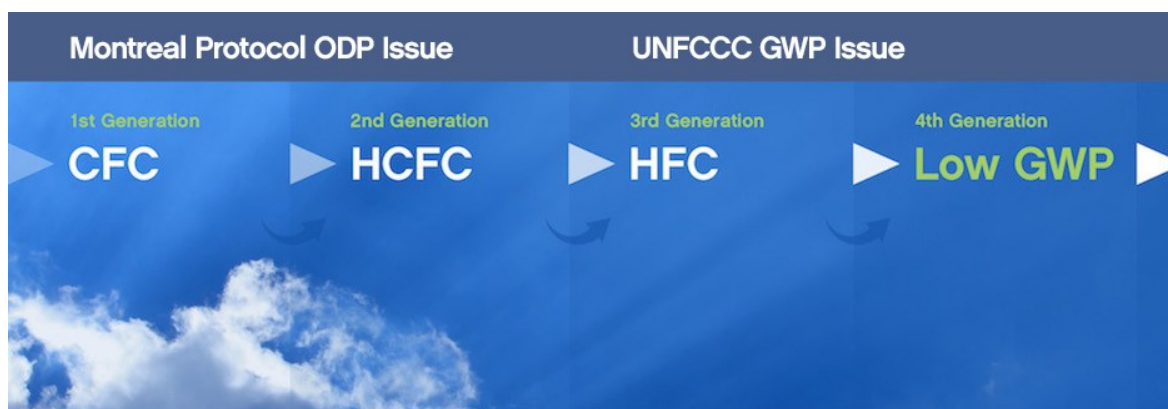 Montreal Protocol ODP Issue
UNFCCC GWP Issue
1st Generation
CFC
2nd Generation
HCFC
3rd Generation
HFC
4th Generation
Low GWP